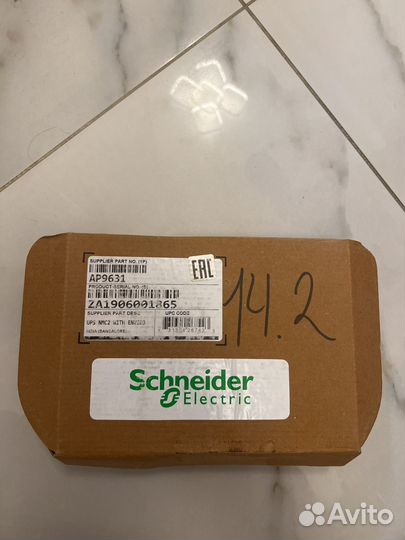 SUPPLIER PART NO. (1P)
AP9631
EAC
PRODUCT SERIAL NO. (S)
ZA1906001865
SUPPLIER PART DESC
UPC CODE
UPS NMC2 WITH
INDIA (BANGALORE)
14.2
Schneider
Electric
Avito